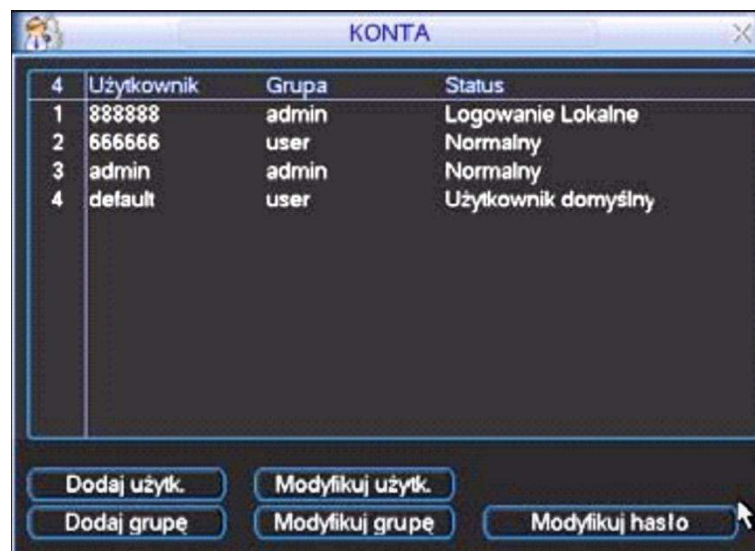 KONTA
4 Użytkownik Grupa Status
1 888888 admin Logowanie Lokalne
2 666666 user Normalny
3 admin admin Normalny
4 default user Użytkownik domyślny
Dodaj użytk. Modyfikuj użytk.
Dodaj grupę Modyfikuj grupę Modyfikuj hasło